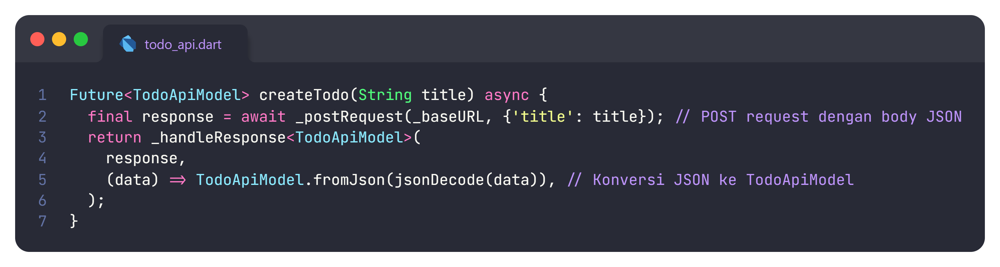 todo_api.dart
1 Future<TodoApiModel> createTodo(String title) async {
2   final response = await _postRequest(_baseURL, {'title': title}); // POST request dengan body JSON
3   return _handleResponse<TodoApiModel>(
4     response,
5     (data) => TodoApiModel.fromJson(jsonDecode(data)), // Konversi JSON ke TodoApiModel
6   );
7 }